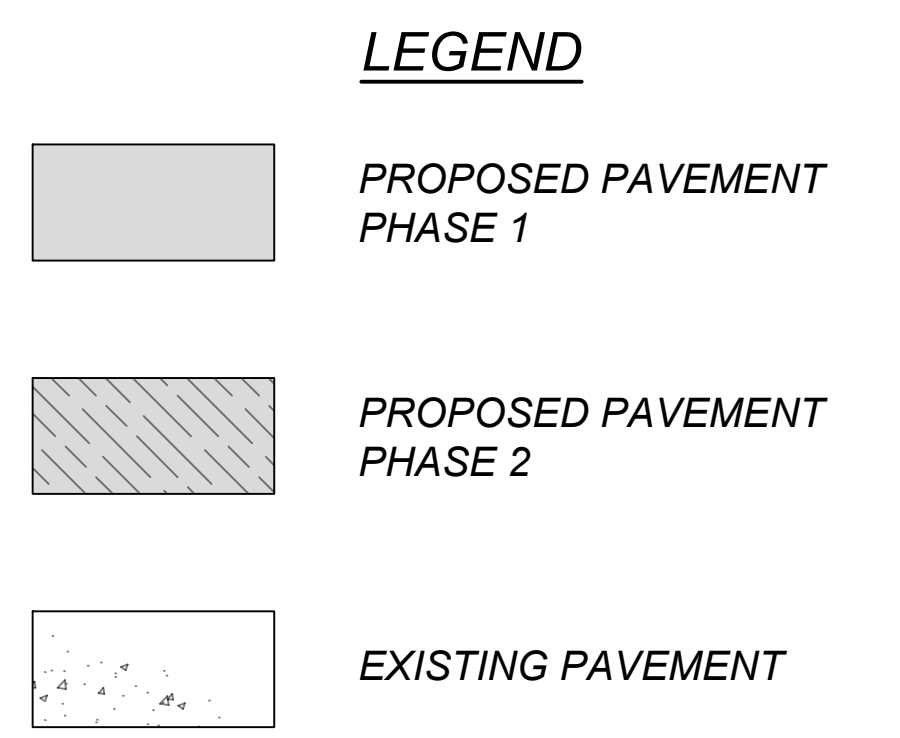 LEGEND
PROPOSED PAVEMENT
PHASE 1
PROPOSED PAVEMENT
PHASE 2
EXISTING PAVEMENT